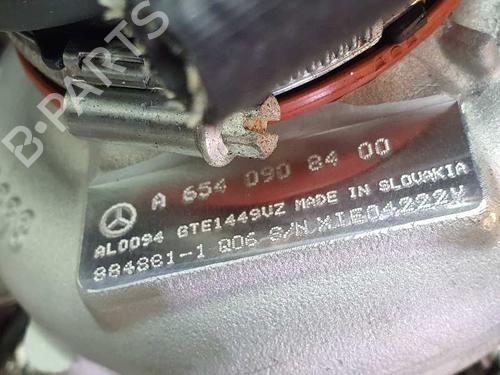 A 654 090 84 00
AL0094 GTE1449VZ MADE IN SLOVAKIA
884881-1 Q06 S/N XIE04222V
B-PARTS